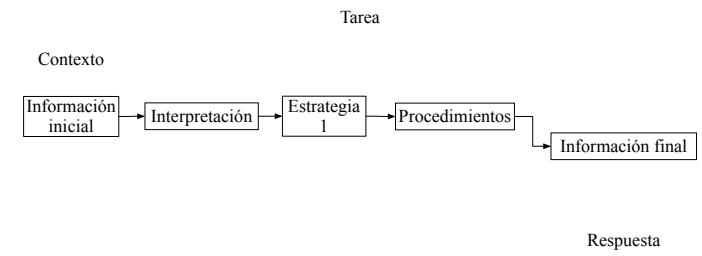 Tarea
Contexto
Información
inicial
Interpretación
Estrategia
1
Procedimientos
Información final
Respuesta